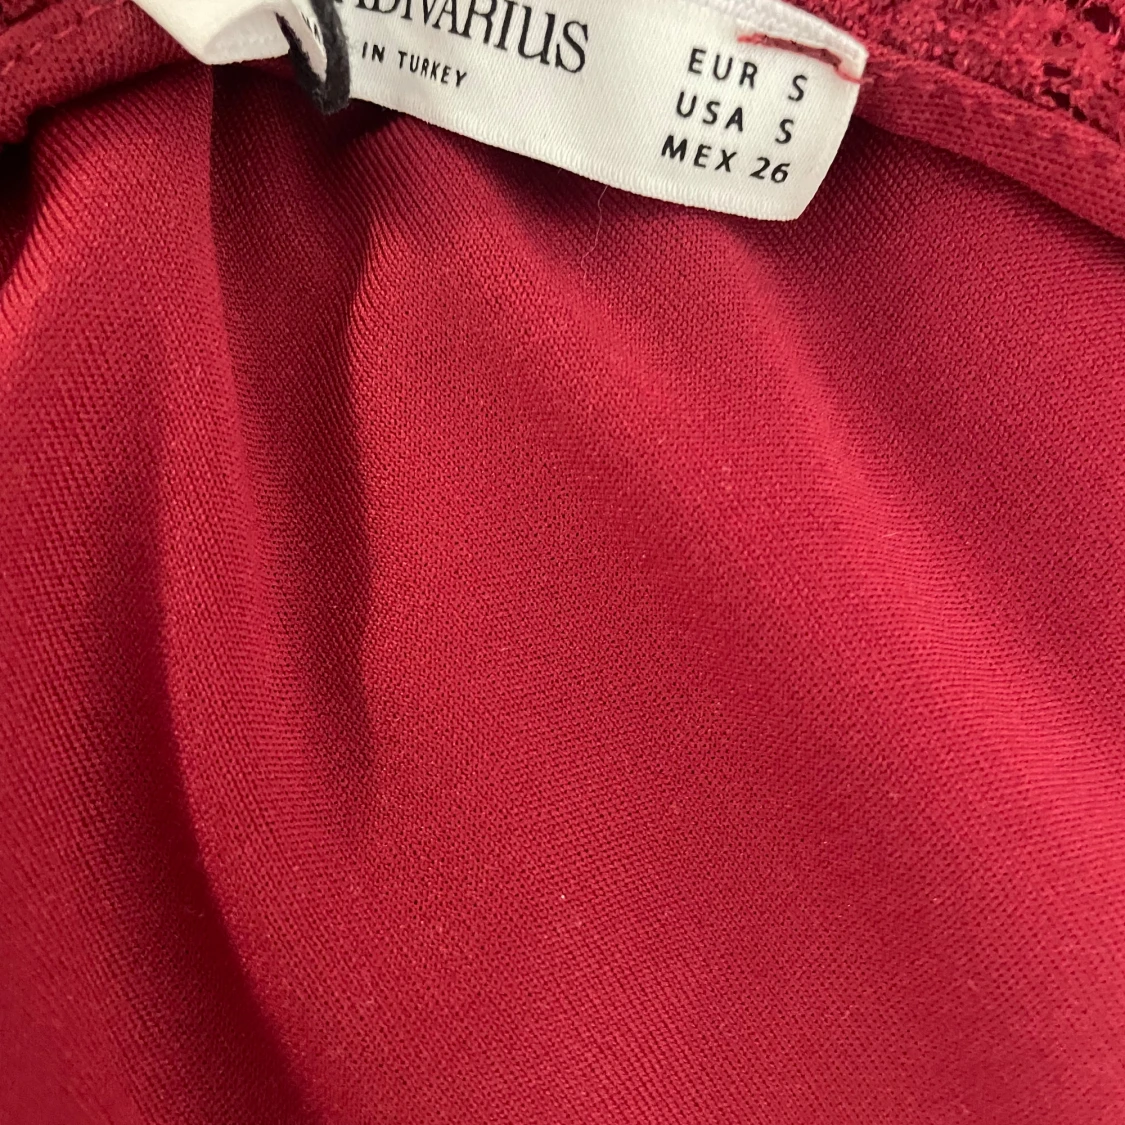 ADIVARIUS
IN TURKEY
EUR S
USA S
MEX 26